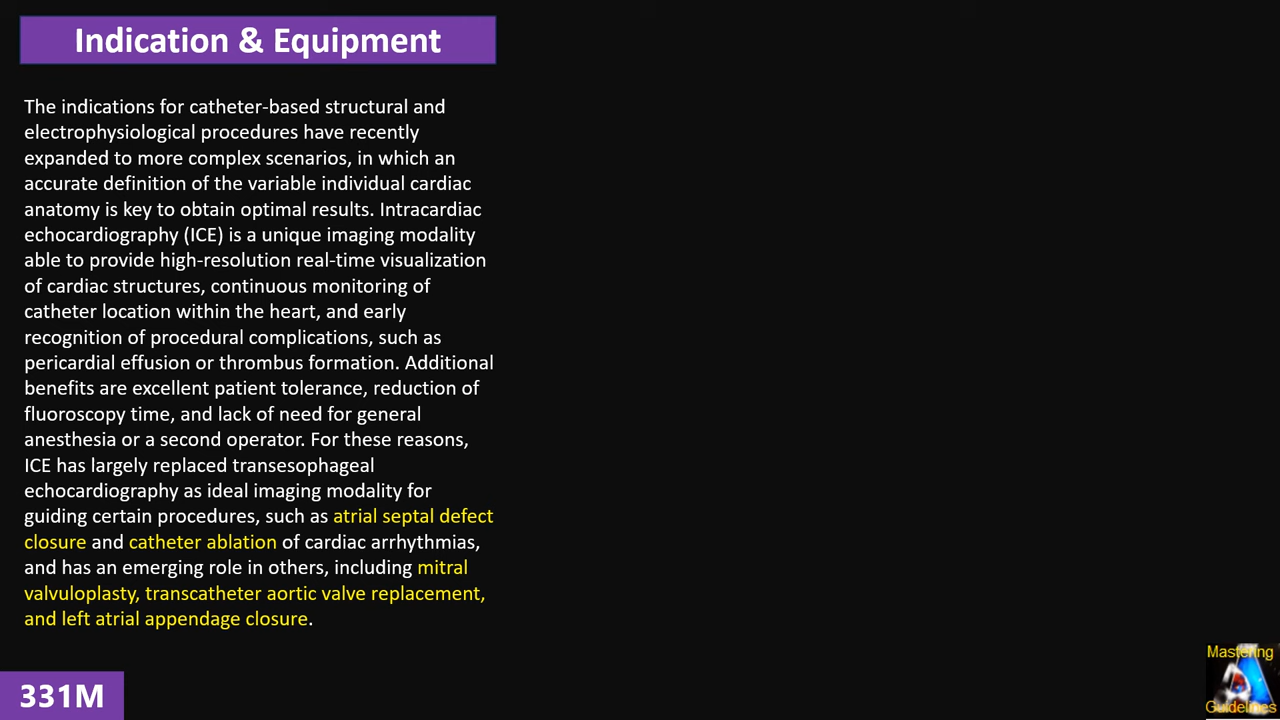 Indication & Equipment
The indications for catheter-based structural and
electrophysiological procedures have recently
expanded to more complex scenarios, in which an
accurate definition of the variable individual cardiac
anatomy is key to obtain optimal results. Intracardiac
echocardiography (ICE) is a unique imaging modality
able to provide high-resolution real-time visualization
of cardiac structures, continuous monitoring of
catheter location within the heart, and early
recognition of procedural complications, such as
pericardial effusion or thrombus formation. Additional
benefits are excellent patient tolerance, reduction of
fluoroscopy time, and lack of need for general
anesthesia or a second operator. For these reasons,
ICE has largely replaced transesophageal
echocardiography as ideal imaging modality for
guiding certain procedures, such as atrial septal defect
closure and catheter ablation of cardiac arrhythmias,
and has an emerging role in others, including mitral
valvuloplasty, transcatheter aortic valve replacement,
and left atrial appendage closure.
331M
Mastering
Guidelines